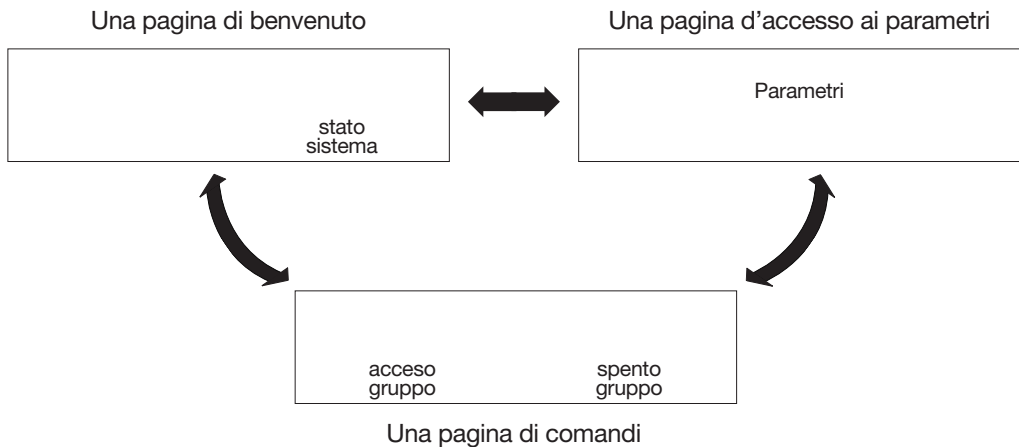 Una pagina di benvenuto
Una pagina d’accesso ai parametri
stato
sistema
Parametri
acceso
gruppo
spento
gruppo
Una pagina di comandi